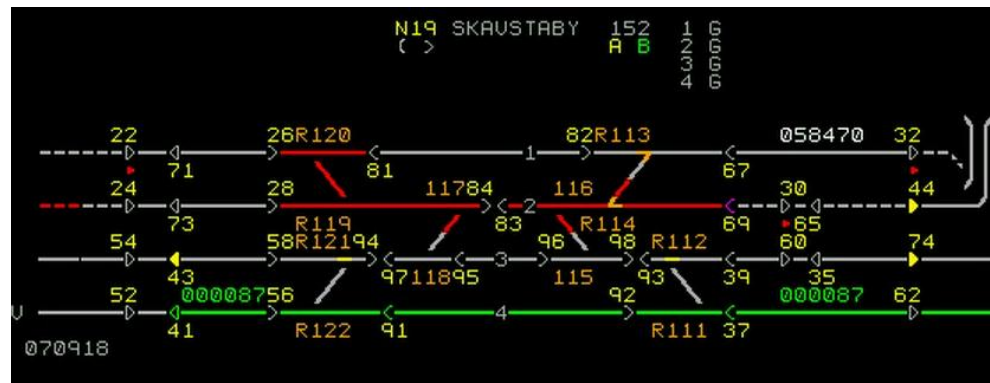 N19 SKAVSTABY 152 1 G
( ) A B 2 G
3 G
4 G
22 26R120 82R113 058470 32
1
71 81 67
24 28 11784 116 30 44
2
73 R119 83 R114 69 65
54 58R12194 96 98 R112 60 74
3
43 9711895 115 93 39 35
52 00008756 92 000087 62
V 4
41 R122 91 R111 37
070918